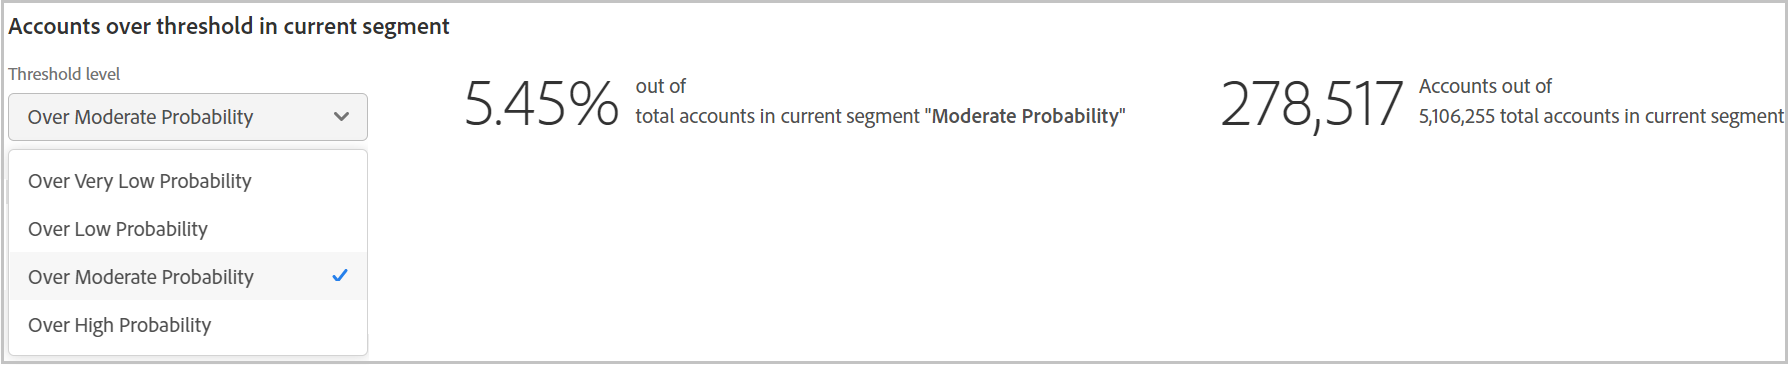 Accounts over threshold in current segment
Threshold level
Over Moderate Probability
Over Very Low Probability
Over Low Probability
Over Moderate Probability
Over High Probability
5.45%
out of
total accounts in current segment "Moderate Probability"
278,517
Accounts out of
5,106,255 total accounts in current segment